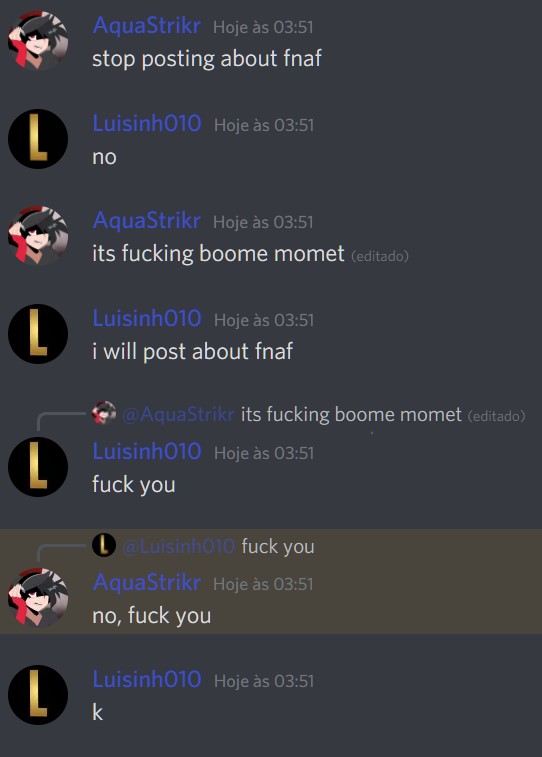 AquaStrikr Hoje às 03:51
stop posting about fnaf
L
Luisinh010 Hoje às 03:51
no
AquaStrikr Hoje às 03:51
its fucking boome momet (editado)
L
Luisinh010 Hoje às 03:51
i will post about fnaf
@AquaStrikr its fucking boome momet (editado)
L
Luisinh010 Hoje às 03:51
fuck you
L @Luisinh010 fuck you
AquaStrikr Hoje às 03:51
no, fuck you
L
Luisinh010 Hoje às 03:51
k